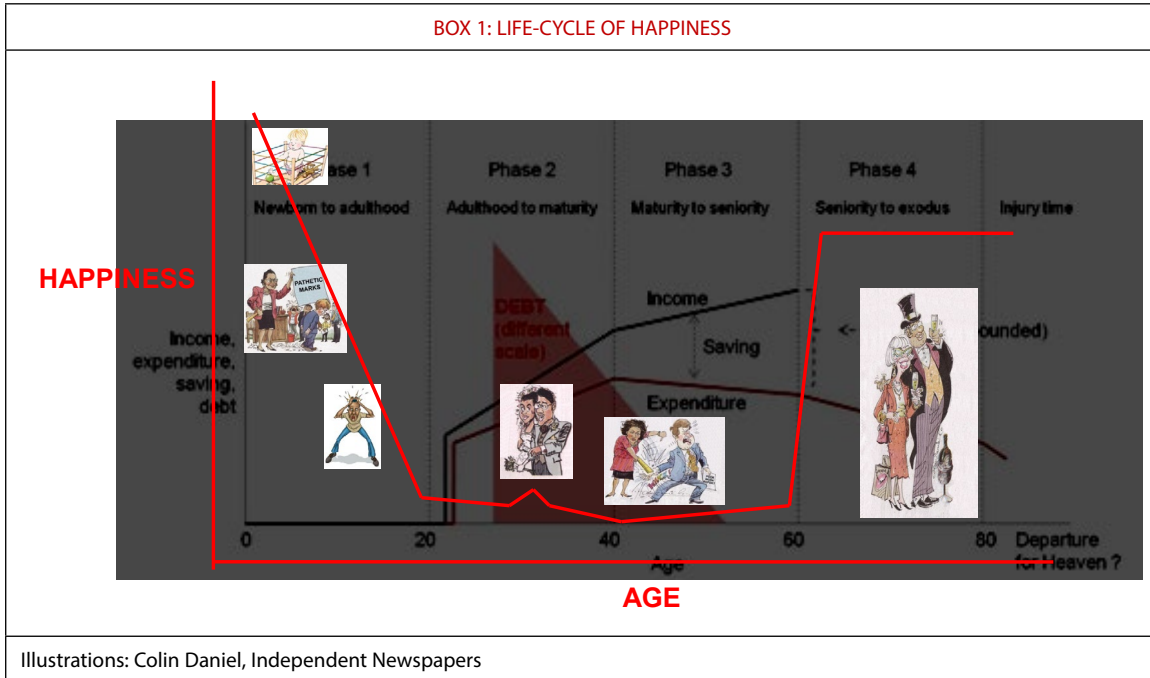 BOX 1: LIFE-CYCLE OF HAPPINESS
ase 1
Phase 2
Phase 3
Phase 4
Newborn to adulthood
Adulthood to maturity
Maturity to seniority
Seniority to exodus
Injury time
HAPPINESS
PATHETIC
MARKS
Income,
expenditure,
saving,
debt
DEBT
(different
scale)
Income
Saving
Expenditure
ounded)
0
20
40
60
80
Departure
for Heaven ?
Age
AGE
Illustrations: Colin Daniel, Independent Newspapers